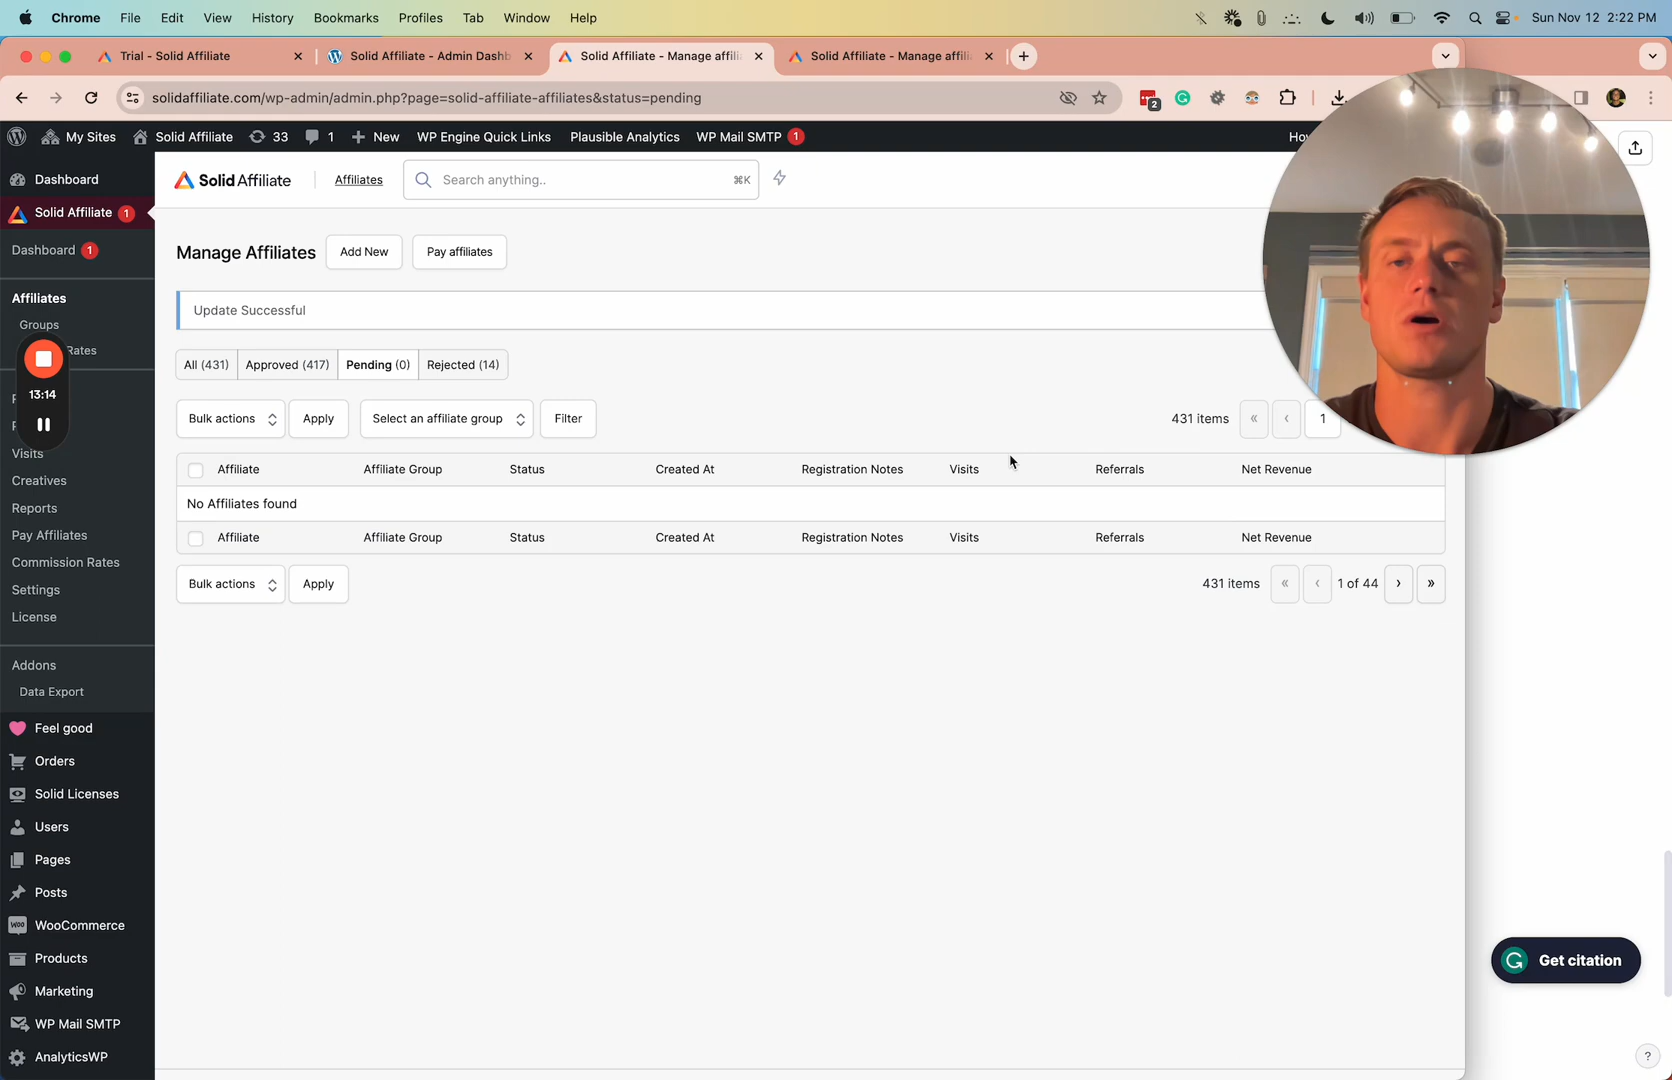 Chrome File Edit View History Bookmarks Profiles Tab Window Help Sun Nov 12 2:22 PM
Trial - Solid Affiliate Solid Affiliate - Admin Dashb Solid Affiliate - Manage affili Solid Affiliate - Manage affili
solidaffiliate.com/wp-admin/admin.php?page=solid-affiliate-affiliates&status=pending 2
My Sites Solid Affiliate 33 1 New WP Engine Quick Links Plausible Analytics WP Mail SMTP 1
Dashboard
Solid Affiliate 1
Dashboard 1
Affiliates
Groups
Rates
13:14
Visits
Creatives
Reports
Pay Affiliates
Commission Rates
Settings
License
Addons
Data Export
Feel good
Orders
Solid Licenses
Users
Pages
Posts
WooCommerce
Products
Marketing
WP Mail SMTP
AnalyticsWP
SolidAffiliate Affiliates Search anything.. ⌘K
Manage Affiliates Add New Pay affiliates
Update Successful
All (431) Approved (417) Pending (0) Rejected (14)
Bulk actions Apply Select an affiliate group Filter 431 items « ‹ 1
Affiliate Affiliate Group Status Created At Registration Notes Visits Referrals Net Revenue
No Affiliates found
Affiliate Affiliate Group Status Created At Registration Notes Visits Referrals Net Revenue
Bulk actions Apply 431 items « ‹ 1 of 44 › »
Get citation
?